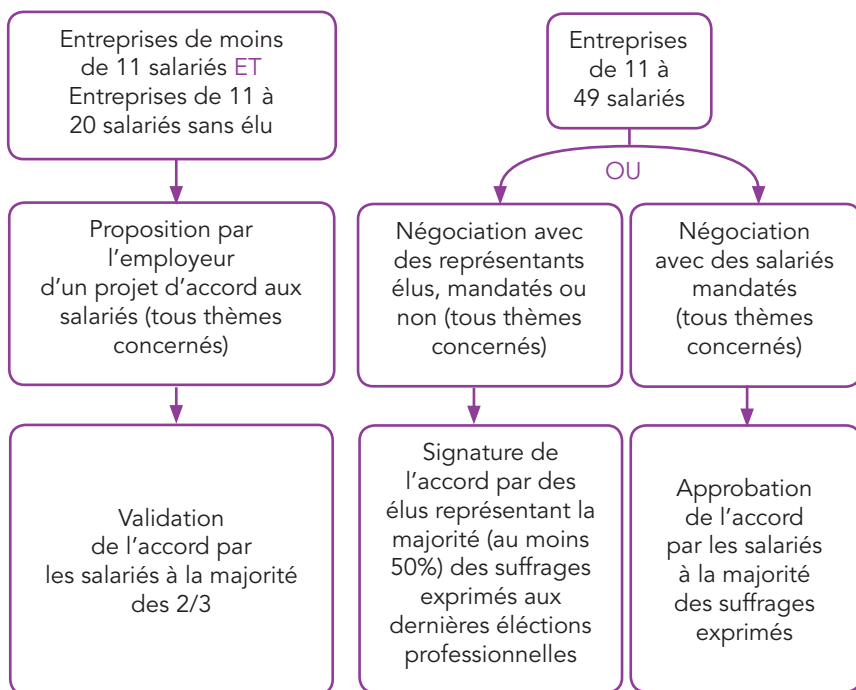 Entreprises de moins
de 11 salariés ET
Entreprises de 11 à
20 salariés sans élu
Proposition par
l'employeur
d'un projet d'accord aux
salariés (tous thèmes
concernés)
Validation
de l'accord par
les salariés à la majorité
des 2/3
Entreprises
de 11 à
49 salariés
OU
Négociation avec
des représentants
élus, mandatés ou
non (tous thèmes
concernés)
Signature de
l'accord par des
élus représentant la
majorité (au moins
50%) des suffrages
exprimés aux
dernières éléctions
professionnelles
Négociation
avec des salariés
mandatés
(tous thèmes
concernés)
Approbation
de l'accord
par les salariés
à la majorité
des suffrages
exprimés